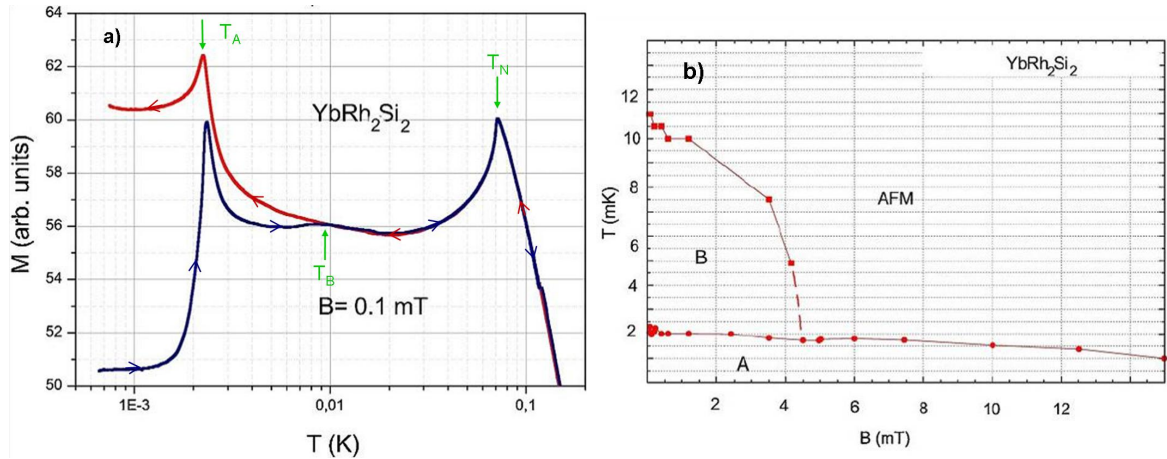 a)
64
62
60
58
56
54
52
50
M (arb. units)
T_A
T_N
YbRh₂Si₂
T_B
B= 0.1 mT
1E-3
0,01
0,1
T (K)
b)
YbRh₂Si₂
12
10
8
6
4
2
T (mK)
AFM
B
A
2
4
6
8
10
12
B (mT)